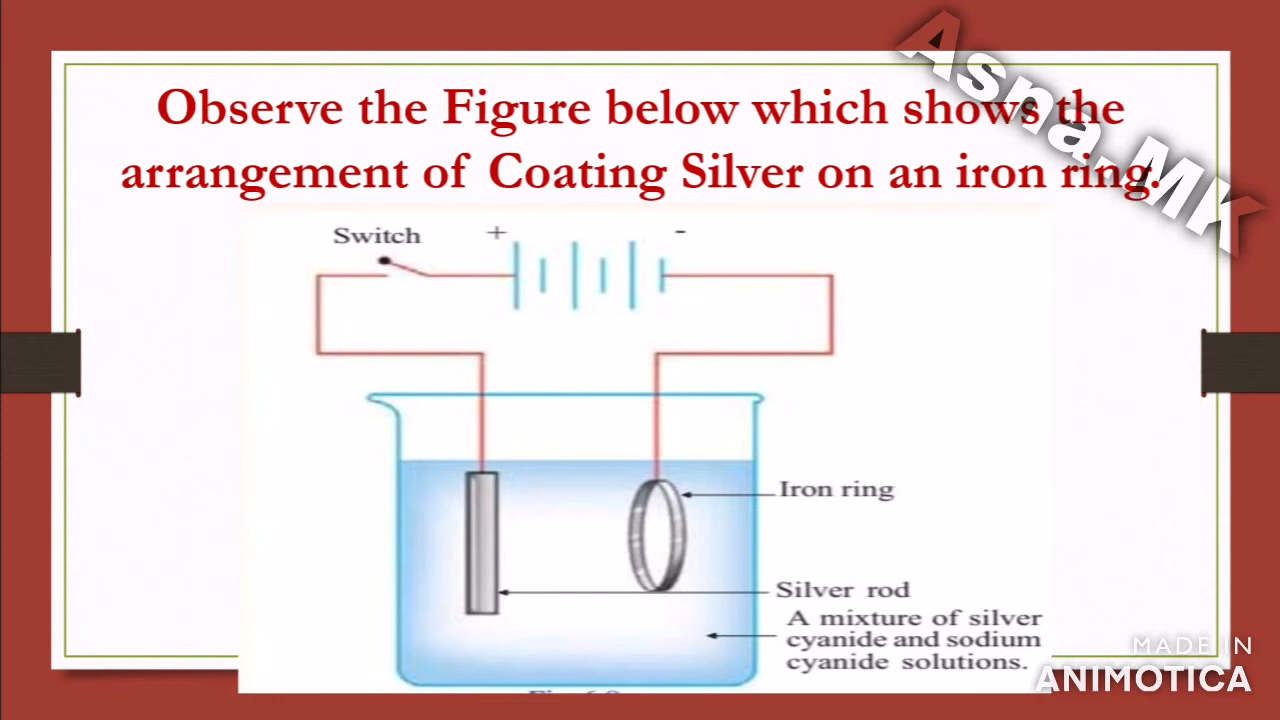 Observe the Figure below which shows the
arrangement of Coating Silver on an iron ring.
Asna.MK
Switch
+
-
Iron ring
Silver rod
A mixture of silver
cyanide and sodium
cyanide solutions.
MADE IN
ANIMOTICA